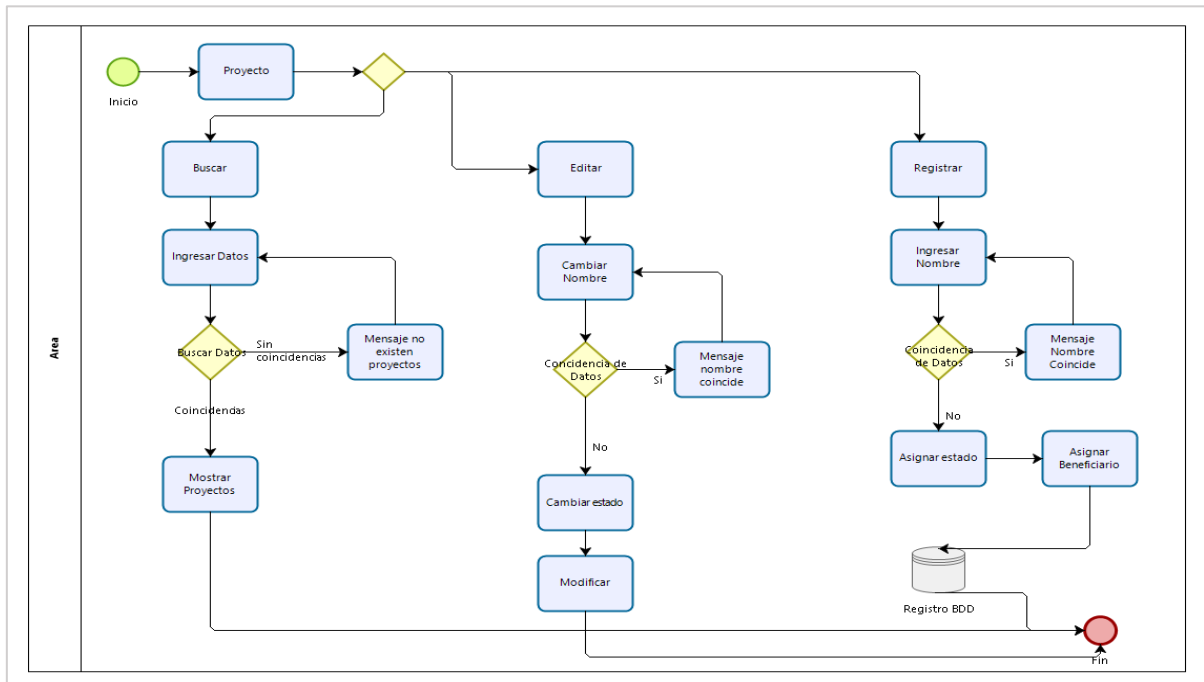 Proyecto
Inicio
Buscar
Editar
Registrar
Ingresar Datos
Cambiar
Nombre
Ingresar
Nombre
Area
Buscar Datos
Sin
coincidencias
Mensaje no
existen
proyectos
Concidencia de
Datos
Si
Mensaje
nombre
coincide
Coincidencia
de Datos
Si
Mensaje
Nombre
Coincide
Coincidendas
No
No
Mostrar
Proyectos
Cambiar estado
Asignar estado
Asignar
Beneficiario
Modificar
Registro BDD
Fin